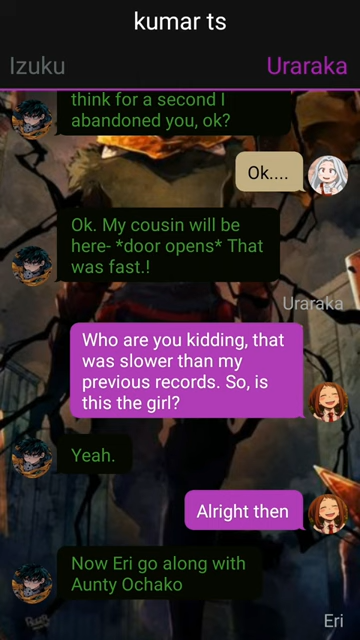 kumar ts
Izuku
Uraraka
think for a second I
abandoned you, ok?
Ok....
Ok. My cousin will be
here- *door opens* That
was fast.!
Uraraka
Who are you kidding, that
was slower than my
previous records. So, is
this the girl?
Yeah.
Alright then
Now Eri go along with
Aunty Ochako
Eri